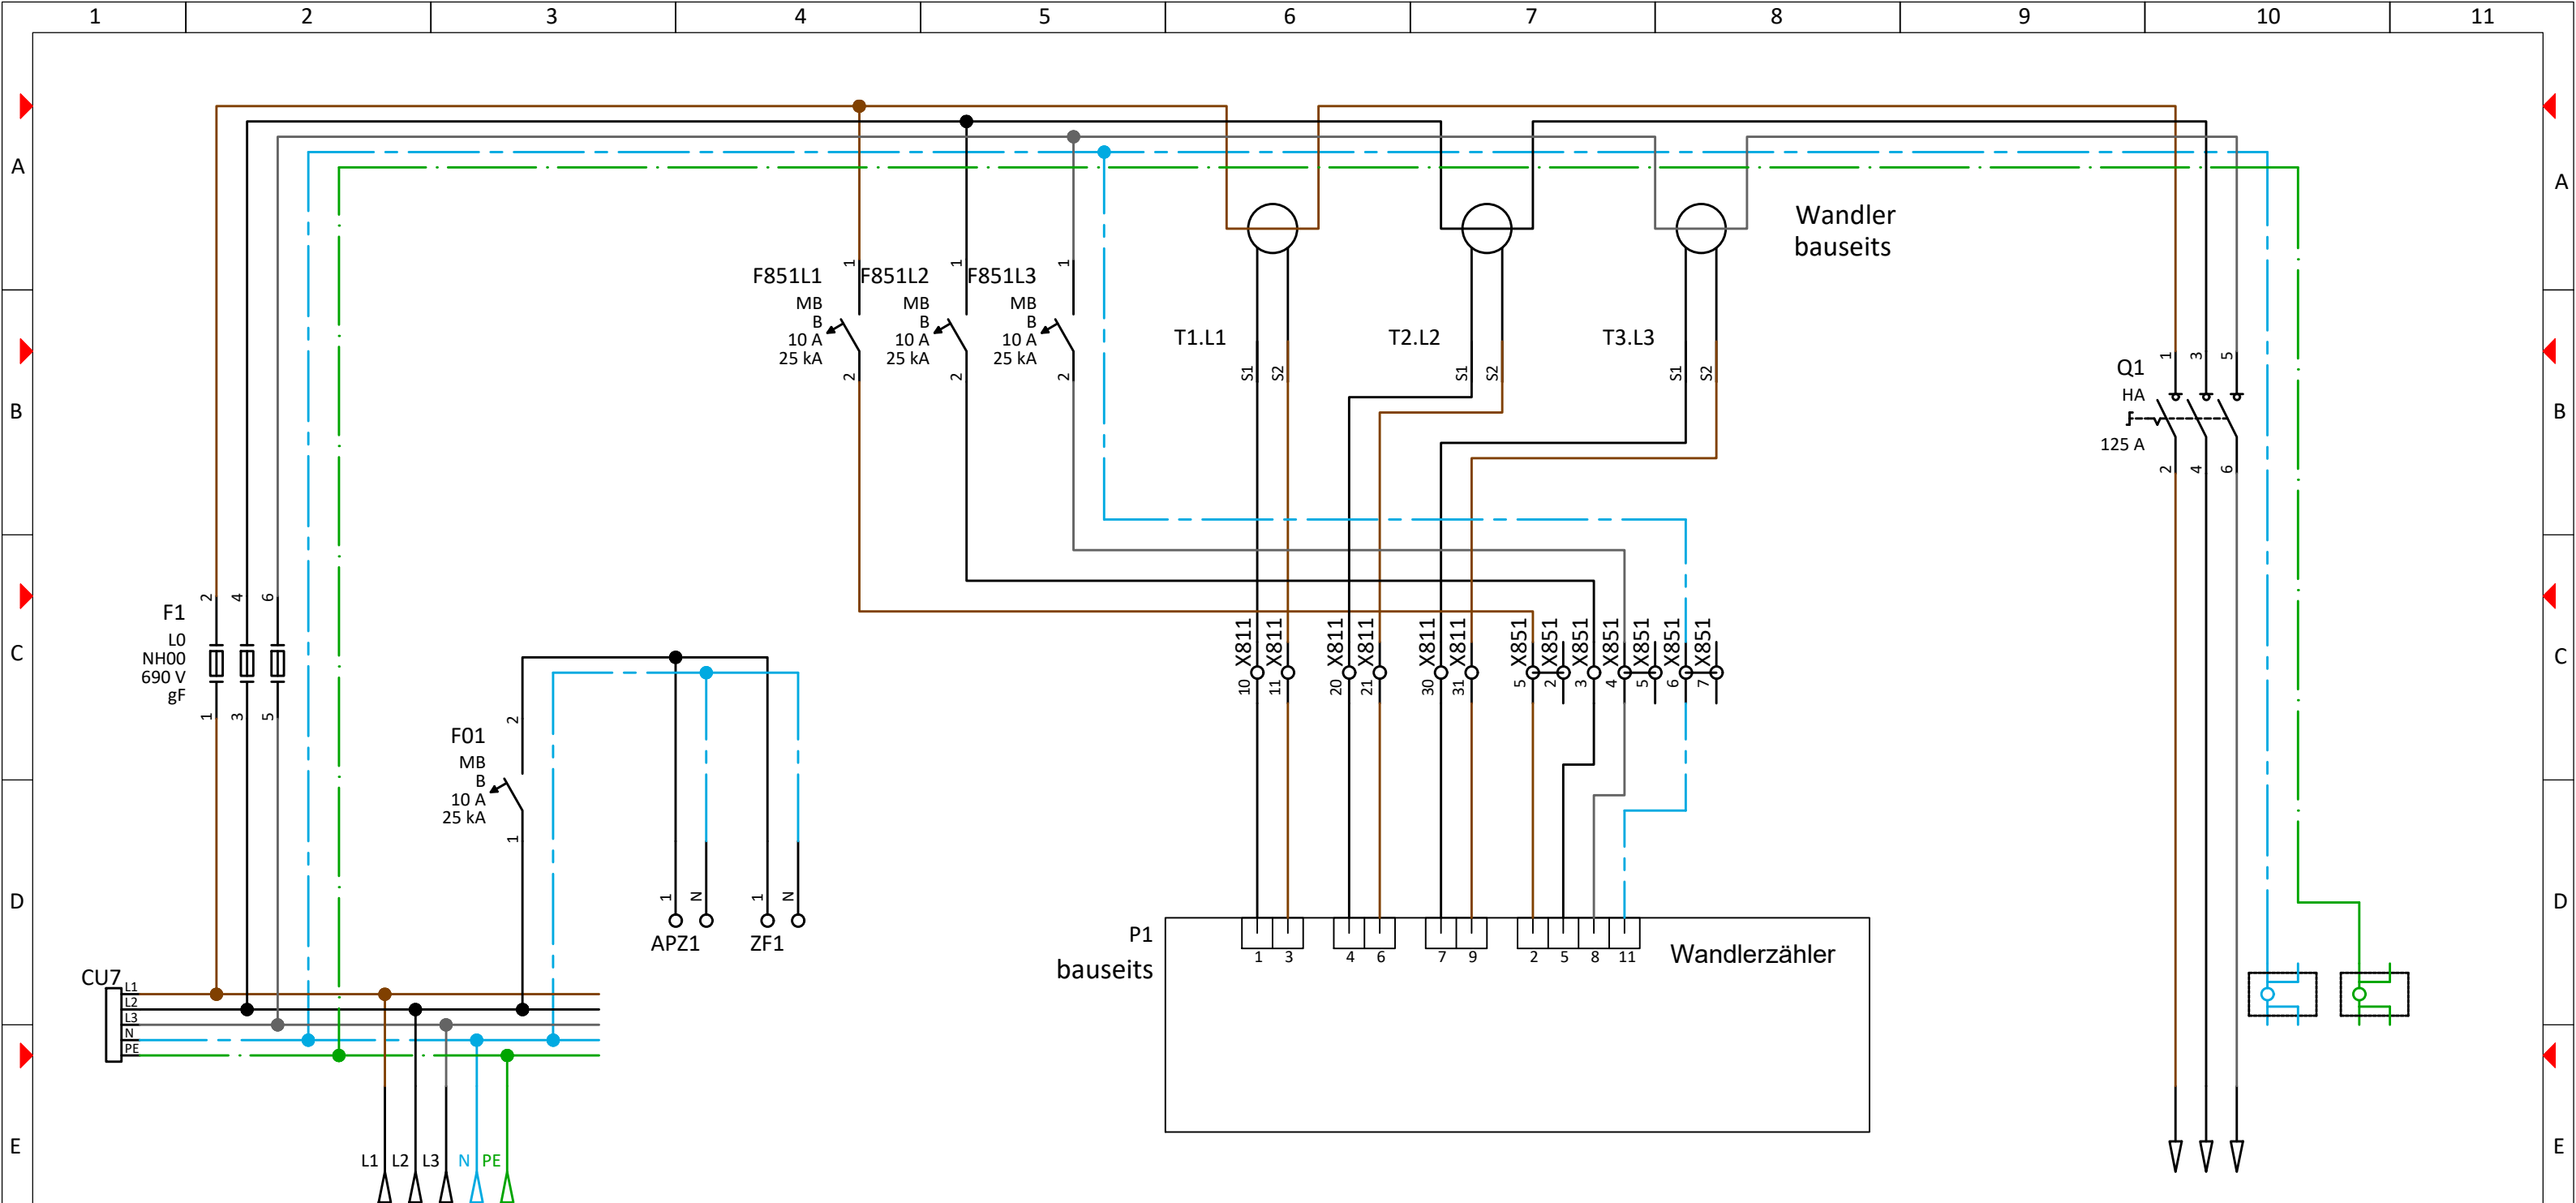 1 2 3 4 5 6 7 8 9 10 11
A
A
Wandler
bauseits
F851L1
MB
B
10 A
25 kA
1
2
F851L2
MB
B
10 A
25 kA
1
2
F851L3
MB
B
10 A
25 kA
1
2
T1.L1
S1
S2
T2.L2
S1
S2
T3.L3
S1
S2
Q1
HA
125 A
1 3 5
2 4 6
B
B
F1
L0
NH00
690 V
gF
2 4 6
1 3 5
C
C
X811
X811
X811
X811
X811
X811
X851
X851
X851
X851
X851
X851
X851
10
11
20
21
30
31
5
2
3
4
5
6
7
F01
MB
B
10 A
25 kA
2
1
D
D
1
N
1
N
APZ1
ZF1
P1
bauseits
1 3 4 6 7 9 2 5 8 11
Wandlerzähler
CU7
L1
L2
L3
N
PE
E
E
L1 L2 L3 N PE